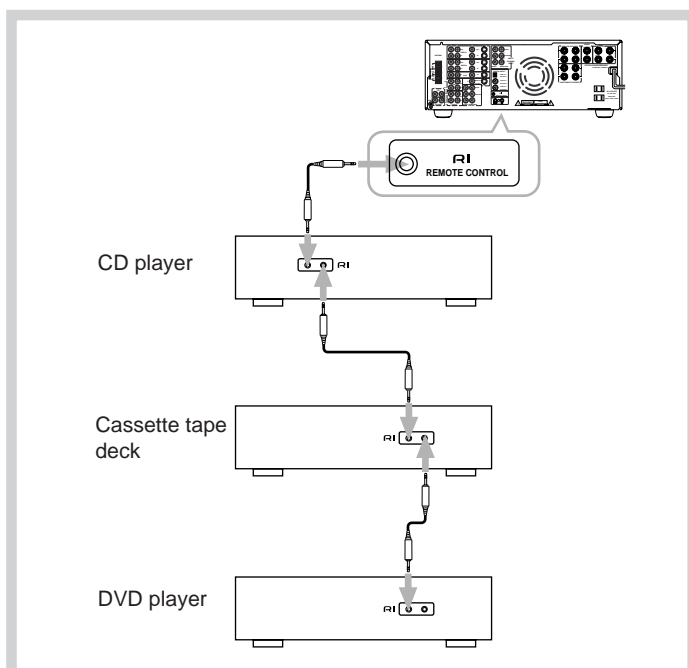 RI
REMOTE CONTROL
CD player
RI
Cassette tape
deck
RI
DVD player
RI